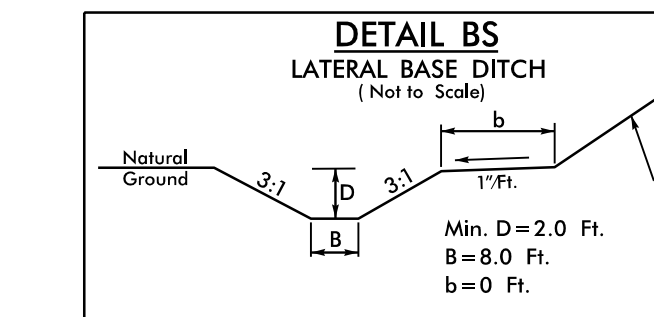 DETAIL BS
LATERAL BASE DITCH
( Not to Scale)
b
Natural
Ground
3:1
D
3:1
1"/Ft.
B
Min. D=2.0 Ft.
B=8.0 Ft.
b=0 Ft.